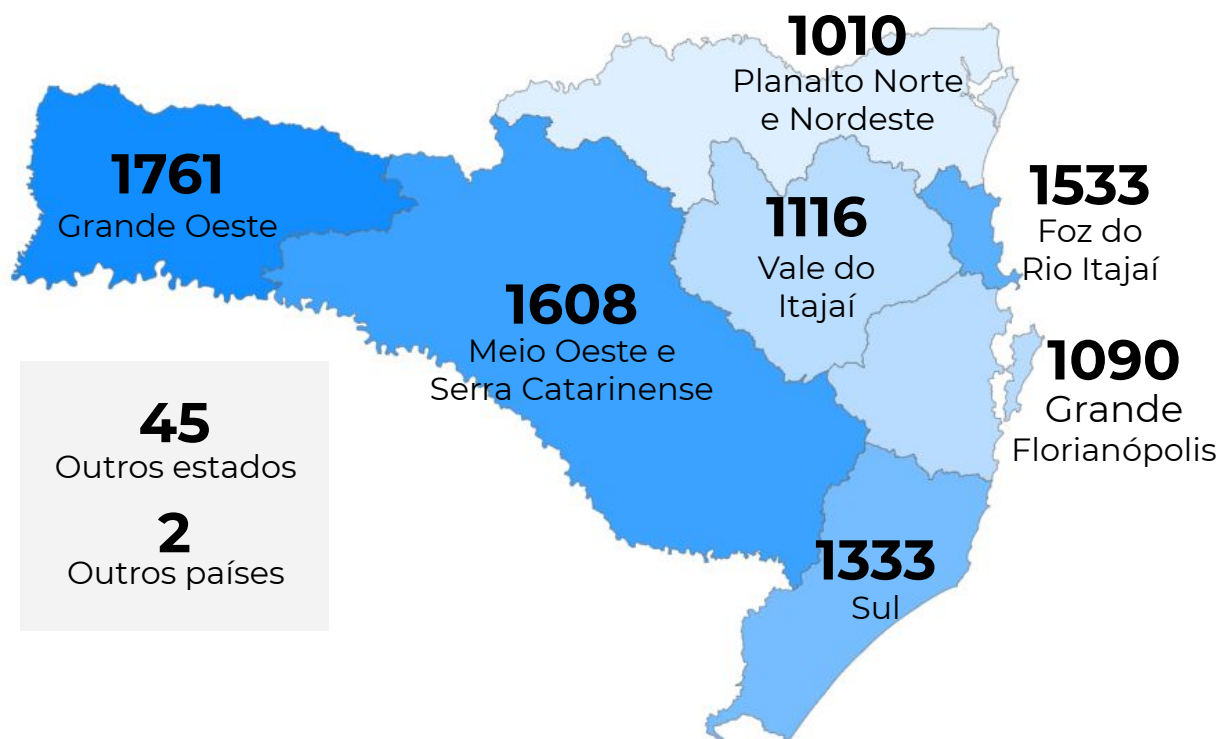 1010
Planalto Norte
e Nordeste
1761
Grande Oeste
1533
Foz do
Rio Itajaí
1116
Vale do
Itajaí
1608
Meio Oeste e
Serra Catarinense
1090
Grande
Florianópolis
45
Outros estados
2
Outros países
1333
Sul